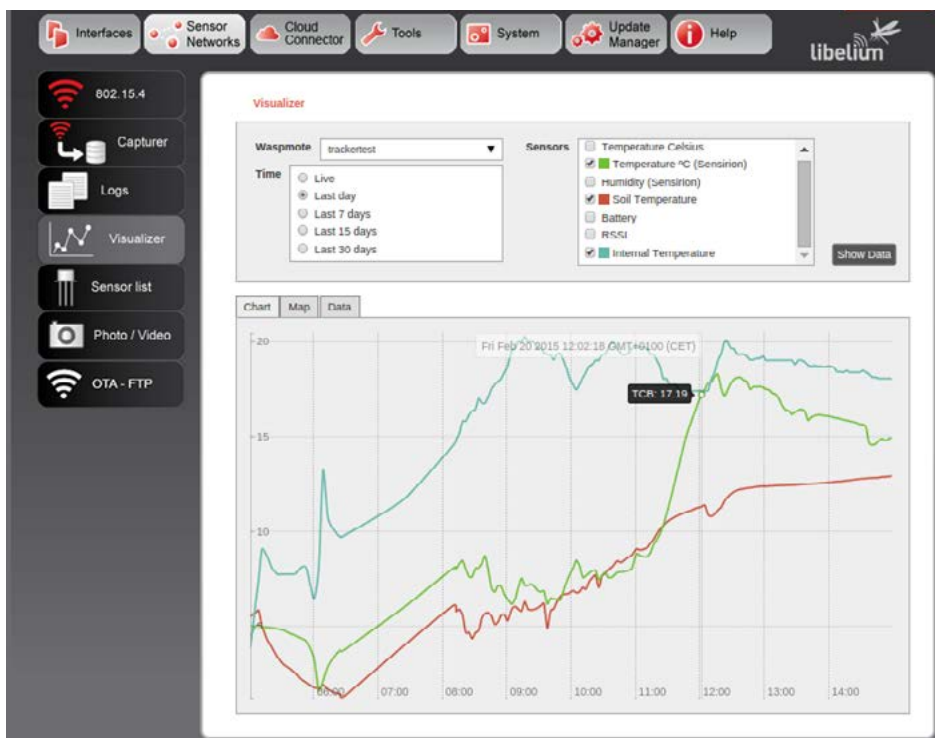 Interfaces
Sensor
Networks
Cloud
Connector
Tools
System
Update
Manager
Help
libelium
802.15.4
Capturer
Logs
Visualizer
Sensor list
Photo / Video
OTA - FTP
Visualizer
Waspmote
trackertest
Time
Live
Last day
Last 7 days
Last 15 days
Last 30 days
Sensors
Temperature Celsius
Temperature ºC (Sensirion)
Humidity (Sensirion)
Soil Temperature
Battery
RSSI
Internal Temperature
Show Data
Chart
Map
Data
Fri Feb 20 2015 12:02:18 GMT+0100 (CET)
TCB: 17.19
20
15
10
06:00
07:00
08:00
09:00
10:00
11:00
12:00
13:00
14:00